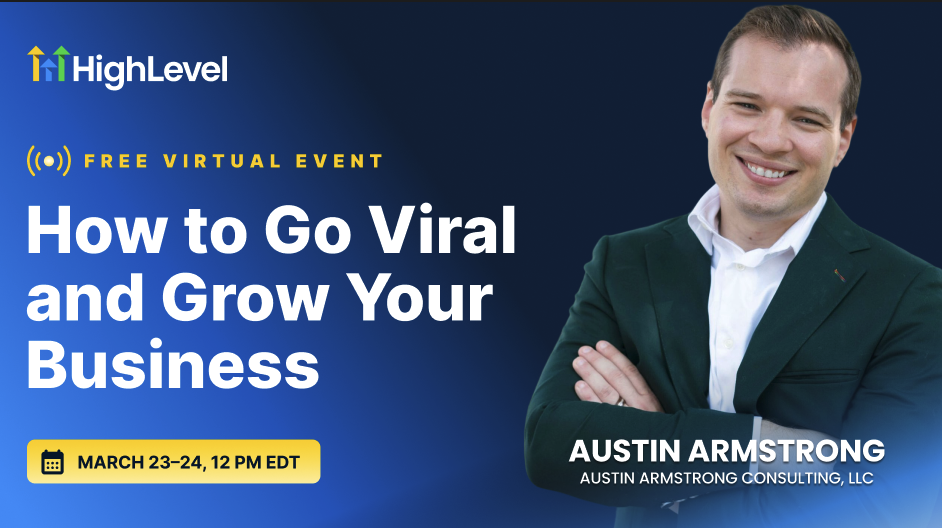 HighLevel
FREE VIRTUAL EVENT
How to Go Viral
and Grow Your
Business
MARCH 23–24, 12 PM EDT
AUSTIN ARMSTRONG
AUSTIN ARMSTRONG CONSULTING, LLC